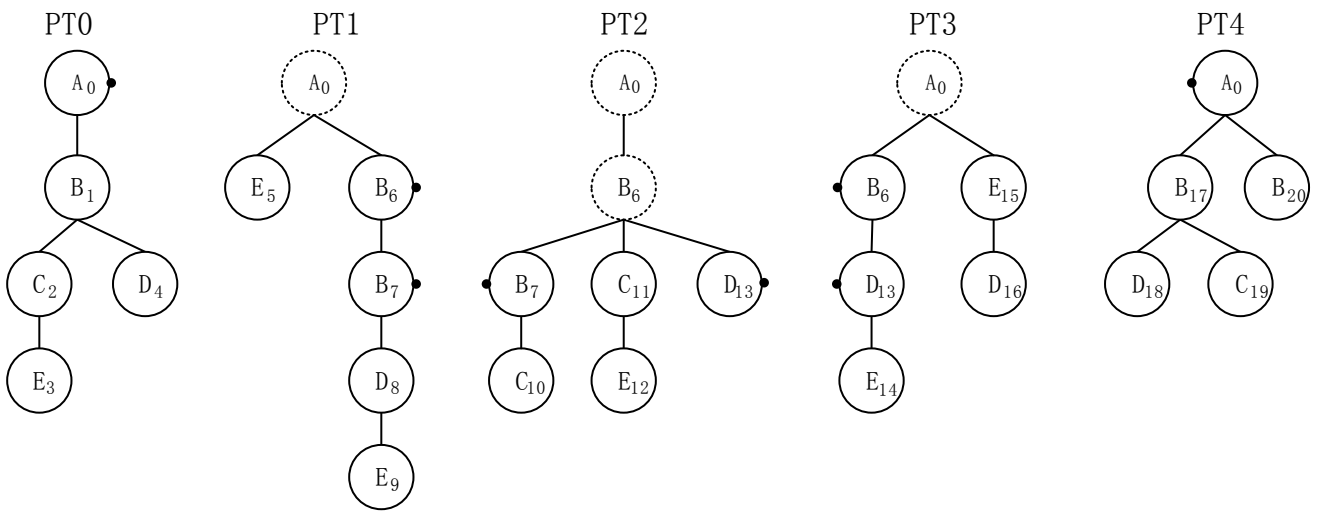 PT0 PT1 PT2 PT3 PT4
A0 A0 A0 A0 A0
B1 E5 B6 B6 B6 E15 B17 B20
C2 D4 B7 B7 C11 D13 D13 D16 D18 C19
E3 D8 C10 E12 E14
E9